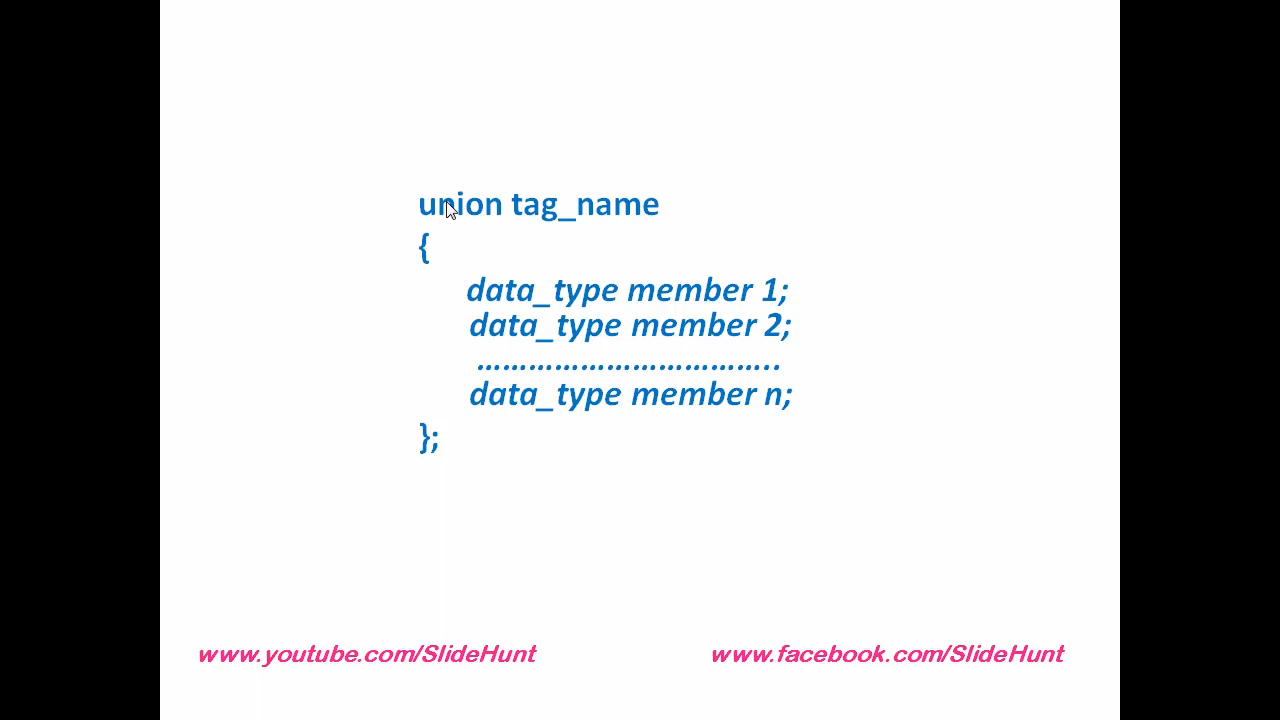 union tag_name
{
data_type member 1;
data_type member 2;
……………………………..
data_type member n;
};
www.youtube.com/SlideHunt www.facebook.com/SlideHunt